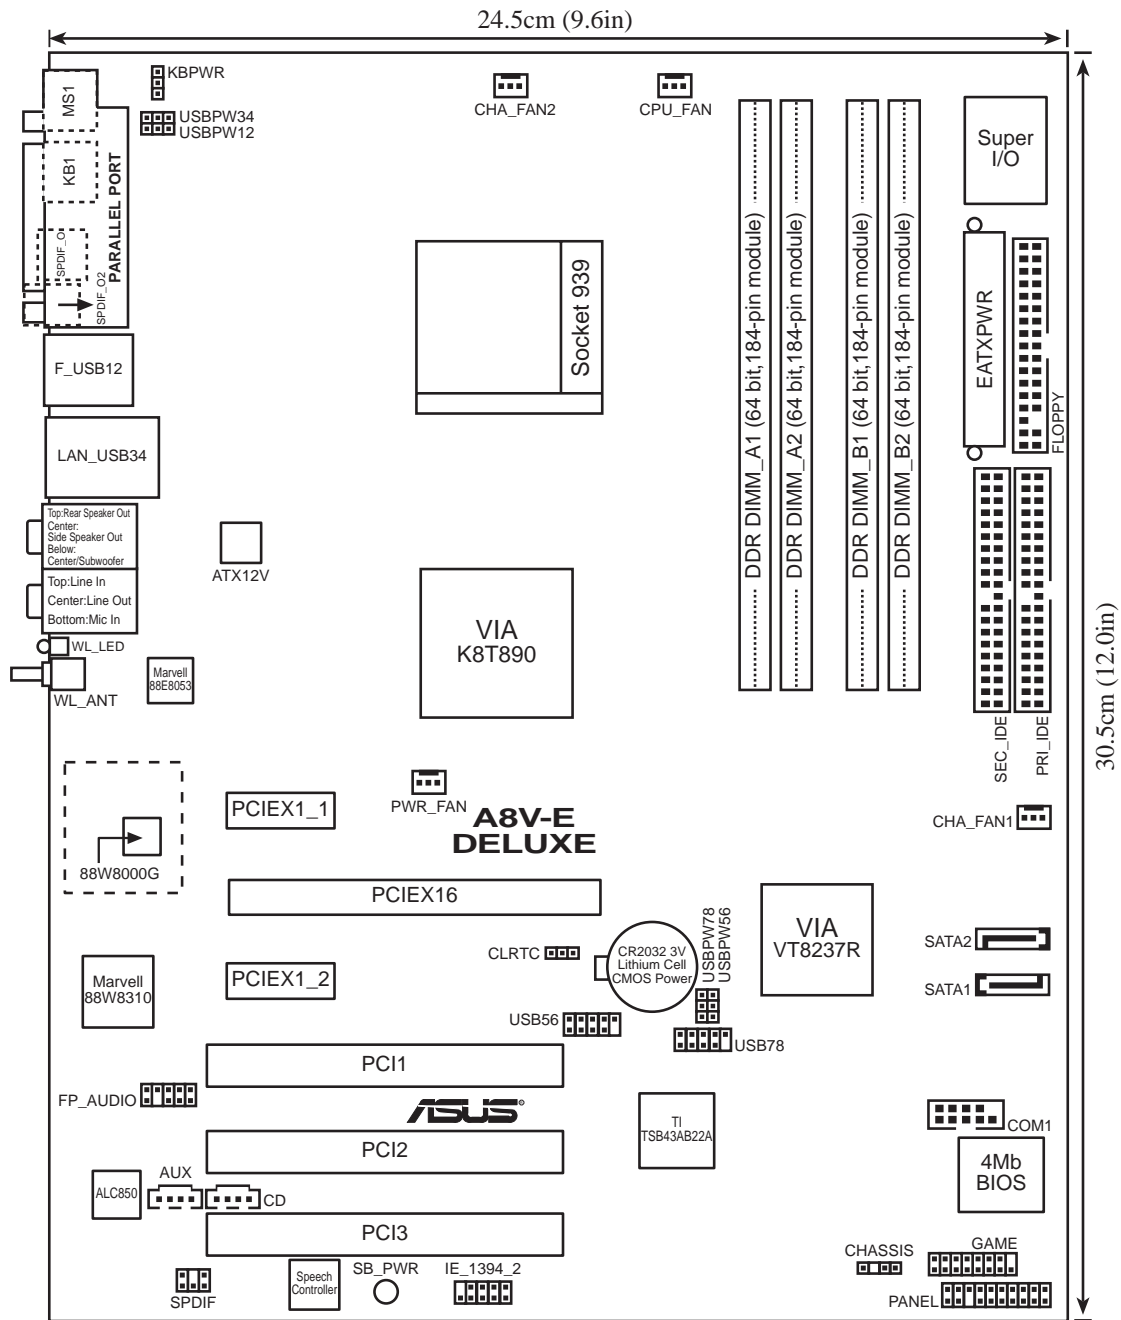 24.5cm (9.6in)
KBPWR
MS1
USBPW34
USBPW12
CHA_FAN2
CPU_FAN
Super
I/O
KB1
PARALLEL PORT
SPDIF_O
SPDIF_O2
Socket 939
DDR DIMM_A1 (64 bit,184-pin module)
DDR DIMM_A2 (64 bit,184-pin module)
DDR DIMM_B1 (64 bit,184-pin module)
DDR DIMM_B2 (64 bit,184-pin module)
EATXPWR
FLOPPY
F_USB12
LAN_USB34
Top:Rear Speaker Out
Center:
Side Speaker Out
Below:
Center/Subwoofer
ATX12V
Top:Line In
Center:Line Out
Bottom:Mic In
VIA
K8T890
WL_LED
WL_ANT
Marvell
88E8053
30.5cm (12.0in)
SEC_IDE
PRI_IDE
PCIEX1_1
PWR_FAN
A8V-E
DELUXE
CHA_FAN1
88W8000G
PCIEX16
VIA
VT8237R
USBPW78
USBPW56
CLRTC
CR2032 3V
Lithium Cell
CMOS Power
SATA2
Marvell
88W8310
PCIEX1_2
SATA1
USB56
USB78
PCI1
FP_AUDIO
ASUS®
TI
TSB43AB22A
COM1
PCI2
4Mb
BIOS
AUX
ALC850
CD
PCI3
CHASSIS
GAME
SPDIF
Speech
Controller
SB_PWR
IE_1394_2
PANEL